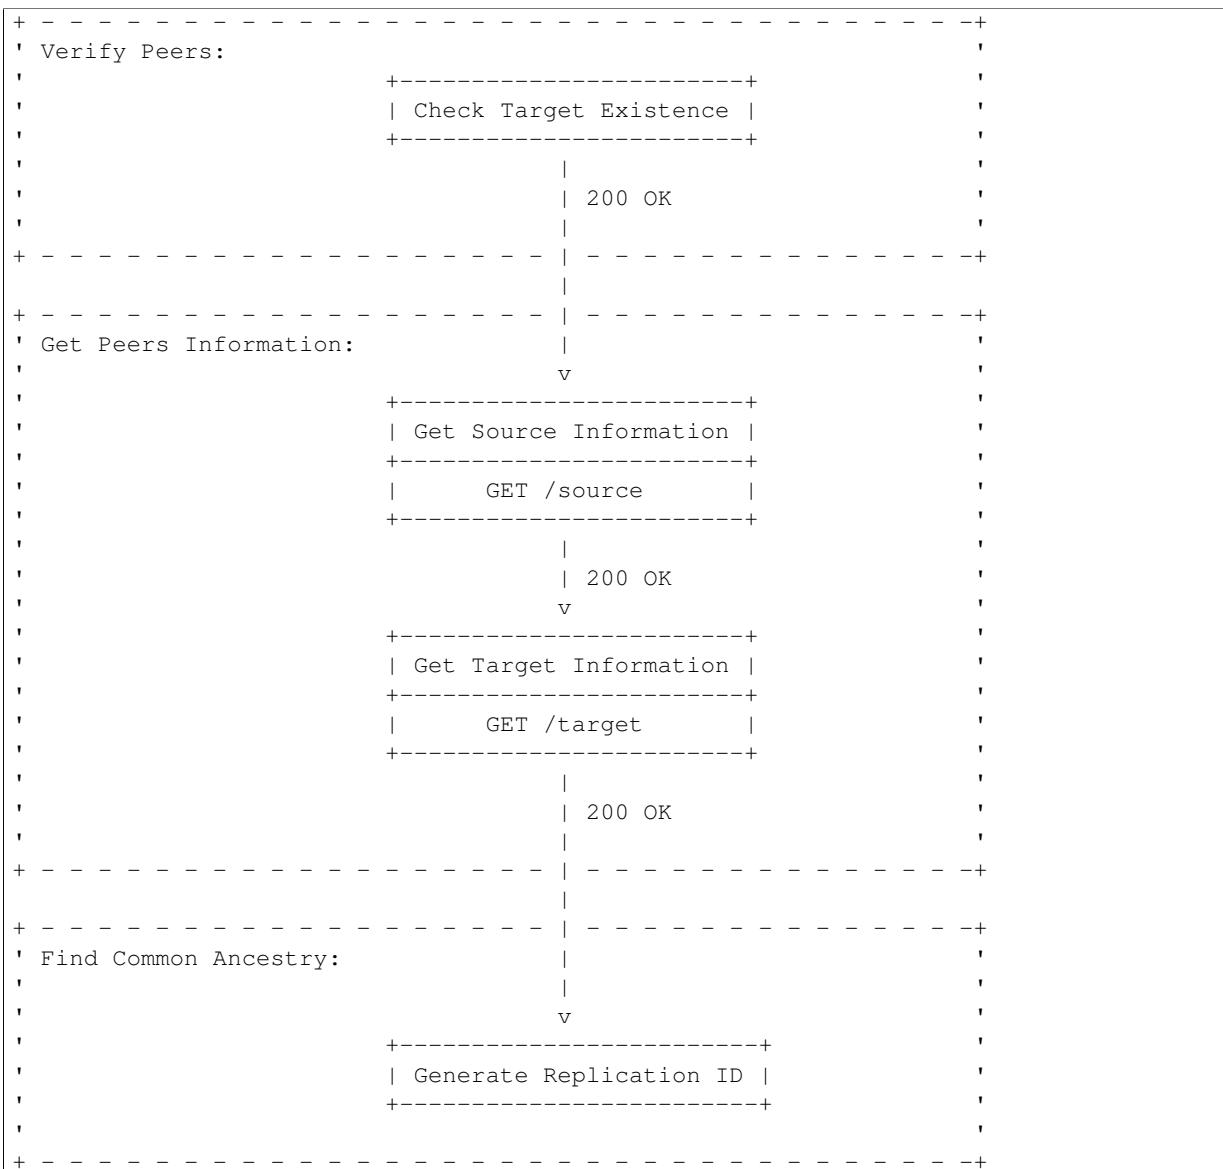 + - - - - - - - - - - - - - - - - - - - - - - - - - - - - - - - - -+
' Verify Peers:                                                    '
'                          +------------------------+              '
'                          | Check Target Existence |              '
'                          +------------------------+              '
'                                      |                           '
'                                      | 200 OK                    '
'                                      |                           '
+ - - - - - - - - - - - - - - - - - -  | - - - - - - - - - - - - - -+
                                       |
+ - - - - - - - - - - - - - - - - - -  | - - - - - - - - - - - - - -+
' Get Peers Information:               |                           '
'                                      v                           '
'                          +------------------------+              '
'                          | Get Source Information |              '
'                          +------------------------+              '
'                          |      GET /source       |              '
'                          +------------------------+              '
'                                      |                           '
'                                      | 200 OK                    '
'                                      v                           '
'                          +------------------------+              '
'                          | Get Target Information |              '
'                          +------------------------+              '
'                          |      GET /target       |              '
'                          +------------------------+              '
'                                      |                           '
'                                      | 200 OK                    '
'                                      |                           '
+ - - - - - - - - - - - - - - - - - -  | - - - - - - - - - - - - - -+
                                       |
+ - - - - - - - - - - - - - - - - - -  | - - - - - - - - - - - - - -+
' Find Common Ancestry:                |                           '
'                                      |                           '
'                                      v                           '
'                          +-------------------------+             '
'                          | Generate Replication ID |             '
'                          +-------------------------+             '
'                                                                  '
+ - - - - - - - - - - - - - - - - - - - - - - - - - - - - - - - - -+